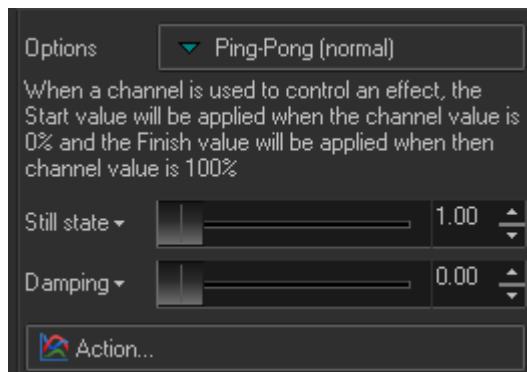 Options Ping-Pong (normal)
When a channel is used to control an effect, the
Start value will be applied when the channel value is
0% and the Finish value will be applied when then
channel value is 100%
Still state 1.00
Damping 0.00
Action...